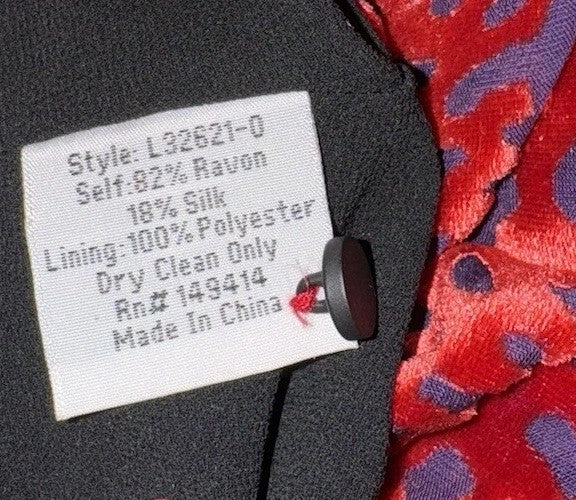 Style: L32621-0
Self:82% Rayon
18% Silk
Lining-100% Polyester
Dry Clean Only
Rn# 149414
Made In China